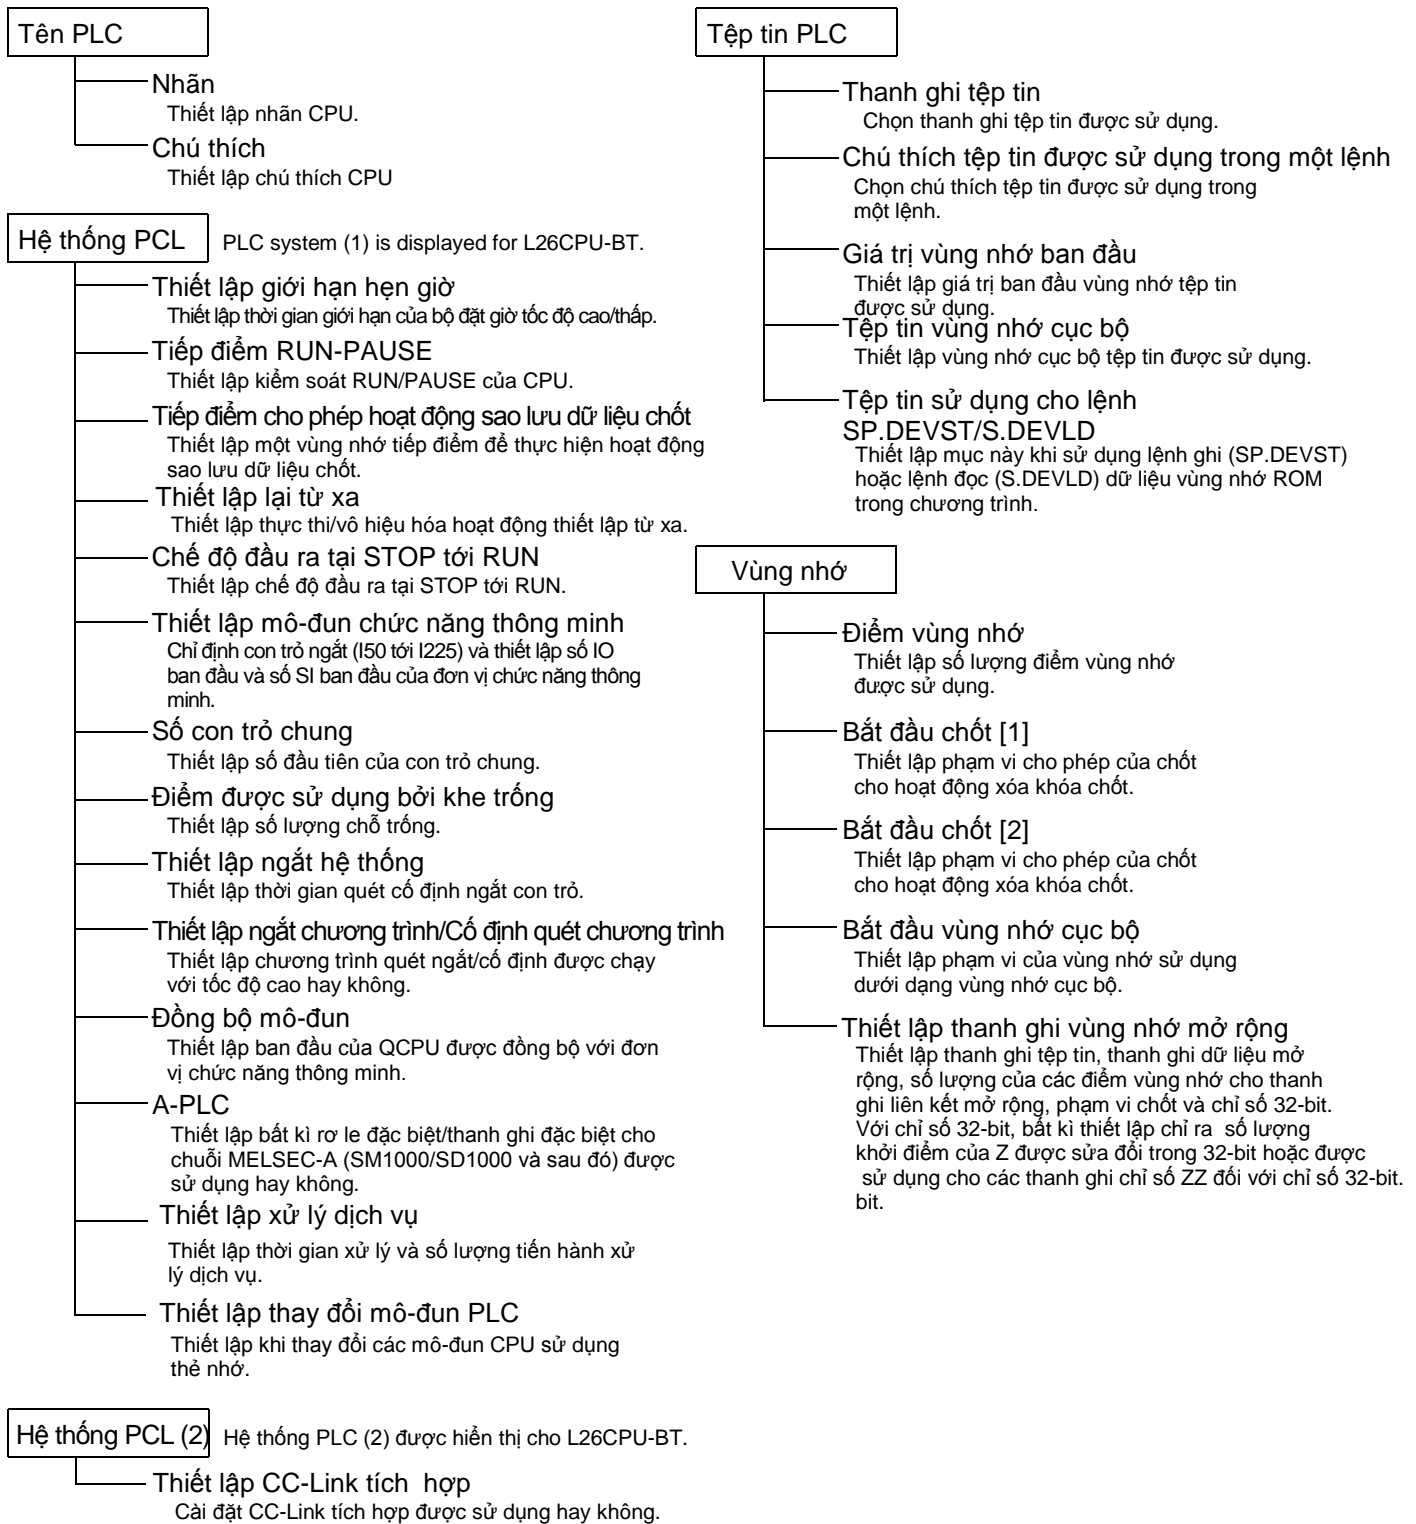 Tên PLC
Nhãn
Thiết lập nhãn CPU.
Chú thích
Thiết lập chú thích CPU
Hệ thống PCL
PLC system (1) is displayed for L26CPU-BT.
Thiết lập giới hạn hẹn giờ
Thiết lập thời gian giới hạn của bộ đặt giờ tốc độ cao/thấp.
Tiếp điểm RUN-PAUSE
Thiết lập kiểm soát RUN/PAUSE của CPU.
Tiếp điểm cho phép hoạt động sao lưu dữ liệu chốt
Thiết lập một vùng nhớ tiếp điểm để thực hiện hoạt động
sao lưu dữ liệu chốt.
Thiết lập lại từ xa
Thiết lập thực thi/vô hiệu hóa hoạt động thiết lập từ xa.
Chế độ đầu ra tại STOP tới RUN
Thiết lập chế độ đầu ra tại STOP tới RUN.
Thiết lập mô-đun chức năng thông minh
Chỉ định con trỏ ngắt (I50 tới I225) và thiết lập số IO
ban đầu và số SI ban đầu của đơn vị chức năng thông
minh.
Số con trỏ chung
Thiết lập số đầu tiên của con trỏ chung.
Điểm được sử dụng bởi khe trống
Thiết lập số lượng chỗ trống.
Thiết lập ngắt hệ thống
Thiết lập thời gian quét cố định ngắt con trỏ.
Thiết lập ngắt chương trình/Cố định quét chương trình
Thiết lập chương trình quét ngắt/cố định được chạy
với tốc độ cao hay không.
Đồng bộ mô-đun
Thiết lập ban đầu của QCPU được đồng bộ với đơn
vị chức năng thông minh.
A-PLC
Thiết lập bất kì rơ le đặc biệt/thanh ghi đặc biệt cho
chuỗi MELSEC-A (SM1000/SD1000 và sau đó) được
sử dụng hay không.
Thiết lập xử lý dịch vụ
Thiết lập thời gian xử lý và số lượng tiến hành xử
lý dịch vụ.
Thiết lập thay đổi mô-đun PLC
Thiết lập khi thay đổi các mô-đun CPU sử dụng
thẻ nhớ.
Hệ thống PCL (2)
Hệ thống PLC (2) được hiển thị cho L26CPU-BT.
Thiết lập CC-Link tích hợp
Cài đặt CC-Link tích hợp được sử dụng hay không.
Tệp tin PLC
Thanh ghi tệp tin
Chọn thanh ghi tệp tin được sử dụng.
Chú thích tệp tin được sử dụng trong một lệnh
Chọn chú thích tệp tin được sử dụng trong
một lệnh.
Giá trị vùng nhớ ban đầu
Thiết lập giá trị ban đầu vùng nhớ tệp tin
được sử dụng.
Tệp tin vùng nhớ cục bộ
Thiết lập vùng nhớ cục bộ tệp tin được sử dụng.
Tệp tin sử dụng cho lệnh
SP.DEVST/S.DEVLD
Thiết lập mục này khi sử dụng lệnh ghi (SP.DEVST)
hoặc lệnh đọc (S.DEVLD) dữ liệu vùng nhớ ROM
trong chương trình.
Vùng nhớ
Điểm vùng nhớ
Thiết lập số lượng điểm vùng nhớ
được sử dụng.
Bắt đầu chốt [1]
Thiết lập phạm vi cho phép của chốt
cho hoạt động xóa khóa chốt.
Bắt đầu chốt [2]
Thiết lập phạm vi cho phép của chốt
cho hoạt động xóa khóa chốt.
Bắt đầu vùng nhớ cục bộ
Thiết lập phạm vi của vùng nhớ sử dụng
dưới dạng vùng nhớ cục bộ.
Thiết lập thanh ghi vùng nhớ mở rộng
Thiết lập thanh ghi tệp tin, thanh ghi dữ liệu mở
rộng, số lượng của các điểm vùng nhớ cho thanh
ghi liên kết mở rộng, phạm vi chốt và chỉ số 32-bit.
Với chỉ số 32-bit, bất kì thiết lập chỉ ra số lượng
khởi điểm của Z được sửa đổi trong 32-bit hoặc được
sử dụng cho các thanh ghi chỉ số ZZ đối với chỉ số 32-bit.
bit.